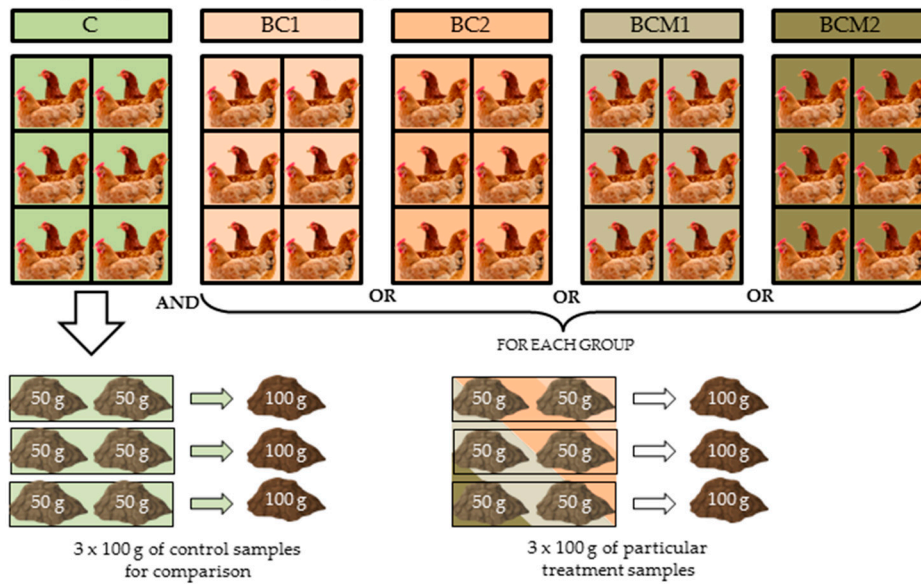 C BC1 BC2 BCM1 BCM2
AND OR OR OR
FOR EACH GROUP
50 g 50 g 100 g 50 g 50 g 100 g
50 g 50 g 100 g 50 g 50 g 100 g
50 g 50 g 100 g 50 g 50 g 100 g
3 x 100 g of control samples
for comparison
3 x 100 g of particular
treatment samples